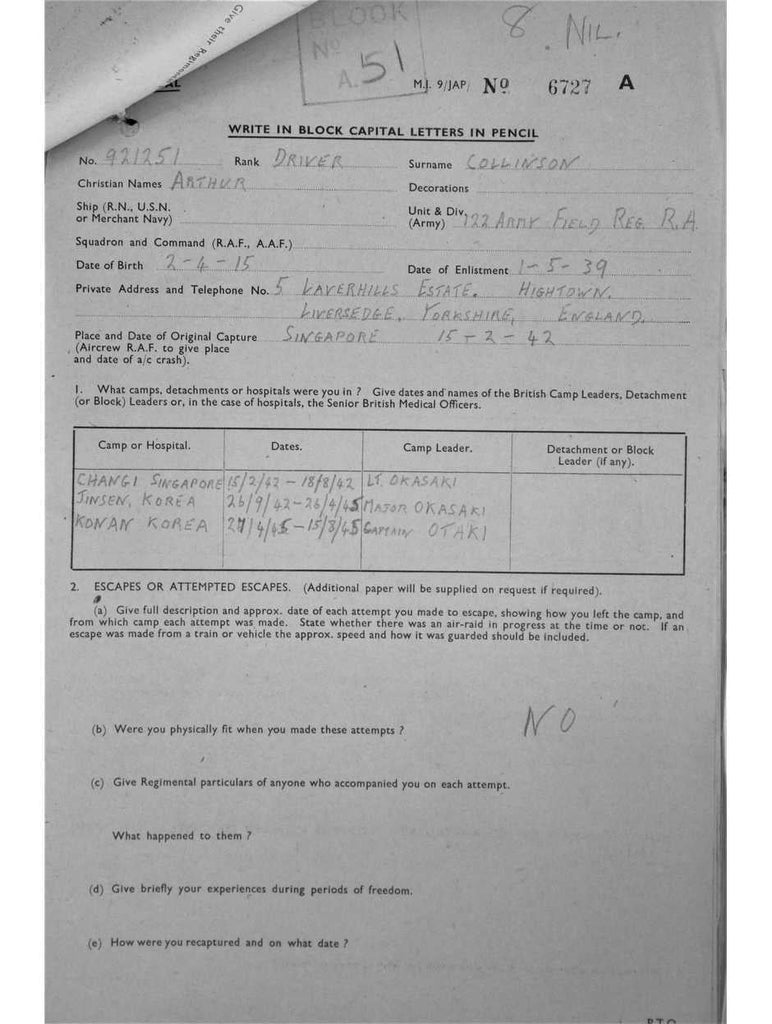 Give their Regimental
BLOCK
No
A. 51
8. NIL.
AL
M.I. 9/JAP/ No 6727 A
WRITE IN BLOCK CAPITAL LETTERS IN PENCIL
No. 921251 Rank DRIVER Surname COLLINSON
Christian Names ARTHUR Decorations
Ship (R.N., U.S.N. or Merchant Navy)
Unit & Div. (Army) 122 ARMY FIELD REG. R.A
Squadron and Command (R.A.F., A.A.F.)
Date of Birth 2-4-15 Date of Enlistment 1-5-39
Private Address and Telephone No. 5 LAVERHILLS ESTATE. HIGHTOWN.
LIVERSEDGE. YORKSHIRE, ENGLAND.
Place and Date of Original Capture SINGAPORE 15-2-42
(Aircrew R.A.F. to give place
and date of a/c crash).
1. What camps, detachments or hospitals were you in ? Give dates and names of the British Camp Leaders, Detachment
(or Block) Leaders or, in the case of hospitals, the Senior British Medical Officers.
Camp or Hospital. Dates. Camp Leader. Detachment or Block
Leader (if any).
CHANGI SINGAPORE 15/2/42 - 18/8/42 LT. OKASAKI
JINSEN, KOREA 26/9/42-26/4/45 MAJOR OKASAKI
KONAN KOREA 27/4/45-15/8/45 CAPTAIN OTAKI
2. ESCAPES OR ATTEMPTED ESCAPES. (Additional paper will be supplied on request if required).
(a) Give full description and approx. date of each attempt you made to escape, showing how you left the camp, and
from which camp each attempt was made. State whether there was an air-raid in progress at the time or not. If an
escape was made from a train or vehicle the approx. speed and how it was guarded should be included.
NO
(b) Were you physically fit when you made these attempts ?
(c) Give Regimental particulars of anyone who accompanied you on each attempt.
What happened to them ?
(d) Give briefly your experiences during periods of freedom.
(e) How were you recaptured and on what date ?
P.T.O.